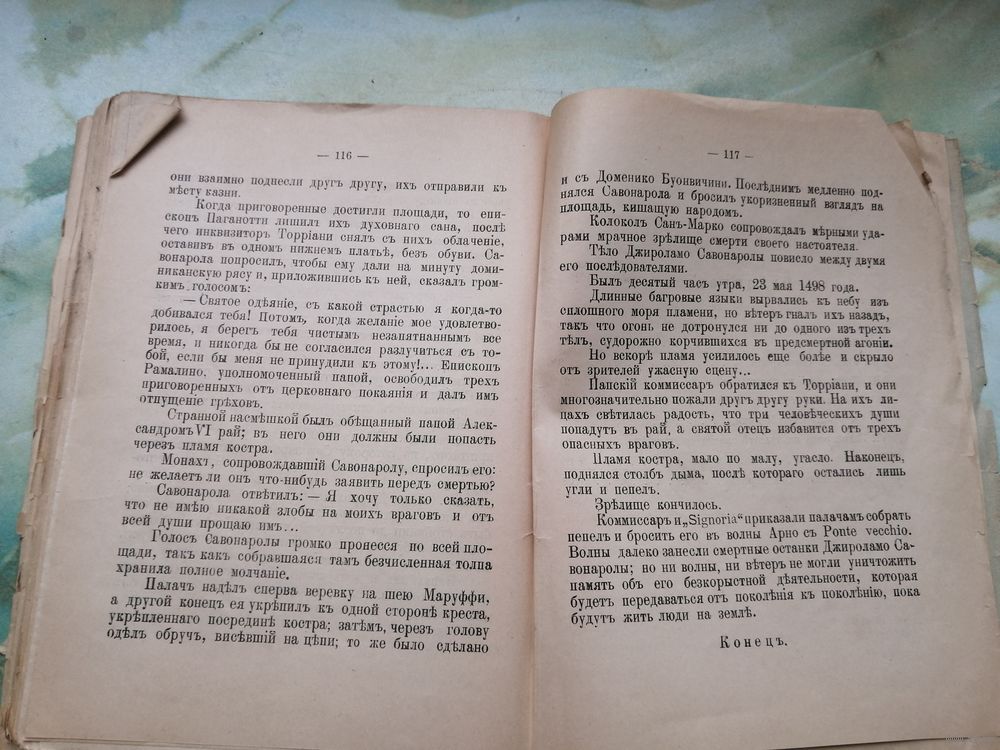 — 116 —
они взаимно поднесли другъ другу, ихъ отправили къ
мѣсту казни.
Когда приговоренные достигли площади, то епи-
скопъ Паганотти лишилъ ихъ духовнаго сана, послѣ
чего инквизиторъ Торріани снялъ съ нихъ облаченіе,
оставивъ въ одномъ нижнемъ платьѣ, безъ обуви. Са-
вонарола попросилъ, чтобы ему дали на минуту доми-
никанскую рясу и, приложившись къ ней, сказалъ гром-
кимъ голосомъ:
— Святое одѣяніе, съ какой страстью я когда-то
добивался тебя! Потомъ, когда желаніе мое удовлетво-
рилось, я берегъ тебя чистымъ незапятнаннымъ все
время, и никогда бы не согласился разлучиться съ то-
бой, если бы меня не принудили къ этому!... Епископъ
Рамалино, уполномоченный папой, освободилъ трехъ
приговоренныхъ отъ церковнаго покаянія и далъ имъ
отпущеніе грѣховъ.
Странной насмѣшкой былъ обѣщанный папой Алек-
сандромъ VI рай; въ него они должны были попасть
черезъ пламя костра.
Монахъ, сопровождавшій Савонаролу, спросилъ его:
не желаетъ ли онъ что-нибудь заявить передъ смертью?
Савонарола отвѣтилъ: — Я хочу только сказать,
что не имѣю никакой злобы на моихъ враговъ и отъ
всей души прощаю имъ...
Голосъ Савонаролы громко пронесся по всей пло-
щади, такъ какъ собравшаяся тамъ безчисленная толпа
хранила полное молчаніе.
Палачъ надѣлъ сперва веревку на шею Маруффи,
а другой конецъ ея укрѣпилъ къ одной сторонѣ креста,
укрѣпленнаго посрединѣ костра; затѣмъ, черезъ голову
одѣлъ обручъ, висѣвшій на цѣпи; то же было сдѣлано
— 117 —
и съ Доменико Буонвичини. Послѣднимъ медленно под-
нялся Савонарола и бросилъ укоризненный взглядъ на
площадь, кишащую народомъ.
Колоколъ Санъ-Марко сопровождалъ мѣрными уда-
рами мрачное зрѣлище смерти своего настоятеля.
Тѣло Джироламо Савонаролы повисло между двумя
его послѣдователями.
Былъ десятый часъ утра, 23 мая 1498 года.
Длинные багровые языки вырвались къ небу изъ
сплошного моря пламени, но вѣтеръ гналъ ихъ назадъ,
такъ что огонь не дотронулся ни до одного изъ трехъ
тѣлъ, судорожно корчившихся въ предсмертной агоніи.
Но вскорѣ пламя усилилось еще болѣе и скрыло
отъ зрителей ужасную сцену...
Папскій коммиссаръ обратился къ Торріани, и они
многозначительно пожали другъ другу руки. На ихъ ли-
цахъ свѣтилась радость, что три человѣческихъ души
попадутъ въ рай, а святой отецъ избавится отъ трехъ
опасныхъ враговъ.
Пламя костра, мало по малу, угасло. Наконецъ,
поднялся столбъ дыма, послѣ котораго остались лишь
угли и пепелъ.
Зрѣлище кончилось.
Коммиссаръ и „Signoria“ приказали палачамъ собрать
пепелъ и бросить его въ волны Арно съ Ponte vecchio.
Волны далеко занесли смертные останки Джироламо Са-
вонаролы; но ни волны, ни вѣтеръ не могли уничтожить
память объ его безкорыстной дѣятельности, которая
будетъ передаваться отъ поколѣнія къ поколѣнію, пока
будутъ жить люди на землѣ.
Конецъ.